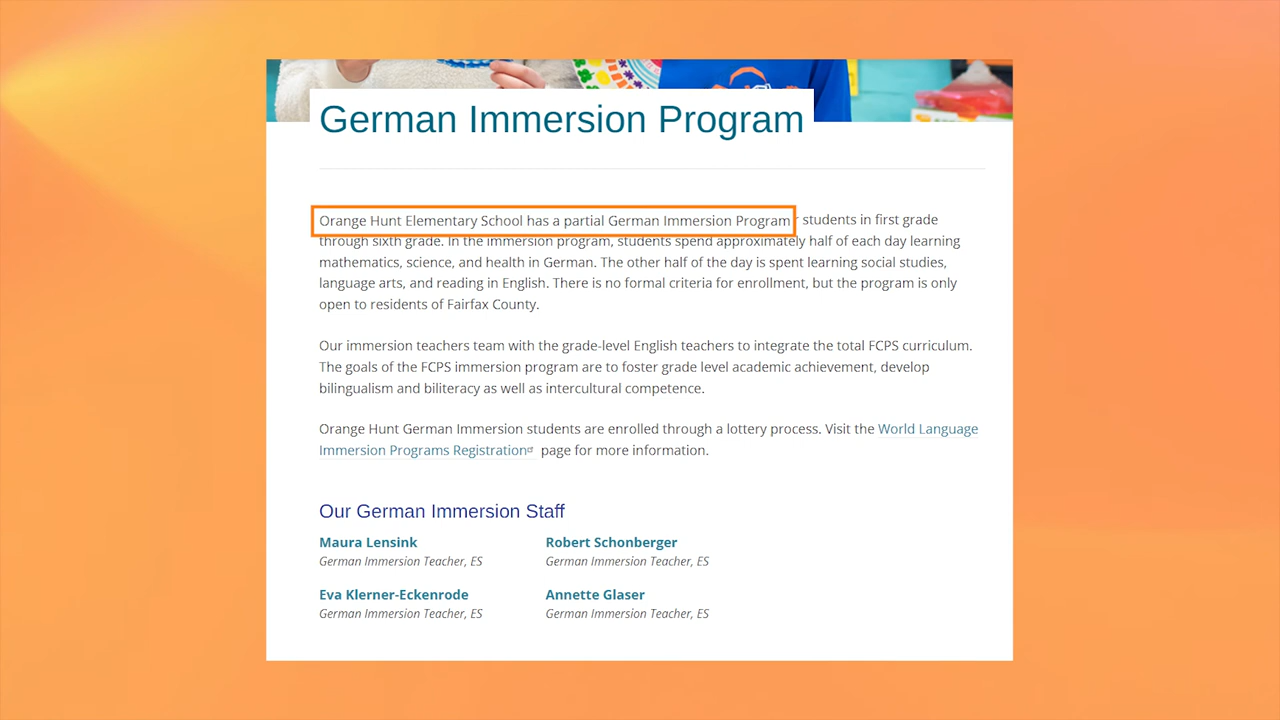 German Immersion Program
Orange Hunt Elementary School has a partial German Immersion Program students in first grade
through sixth grade. In the immersion program, students spend approximately half of each day learning
mathematics, science, and health in German. The other half of the day is spent learning social studies,
language arts, and reading in English. There is no formal criteria for enrollment, but the program is only
open to residents of Fairfax County.
Our immersion teachers team with the grade-level English teachers to integrate the total FCPS curriculum.
The goals of the FCPS immersion program are to foster grade level academic achievement, develop
bilingualism and biliteracy as well as intercultural competence.
Orange Hunt German Immersion students are enrolled through a lottery process. Visit the World Language
Immersion Programs Registration page for more information.
Our German Immersion Staff
Maura Lensink Robert Schonberger
German Immersion Teacher, ES German Immersion Teacher, ES
Eva Klerner-Eckenrode Annette Glaser
German Immersion Teacher, ES German Immersion Teacher, ES